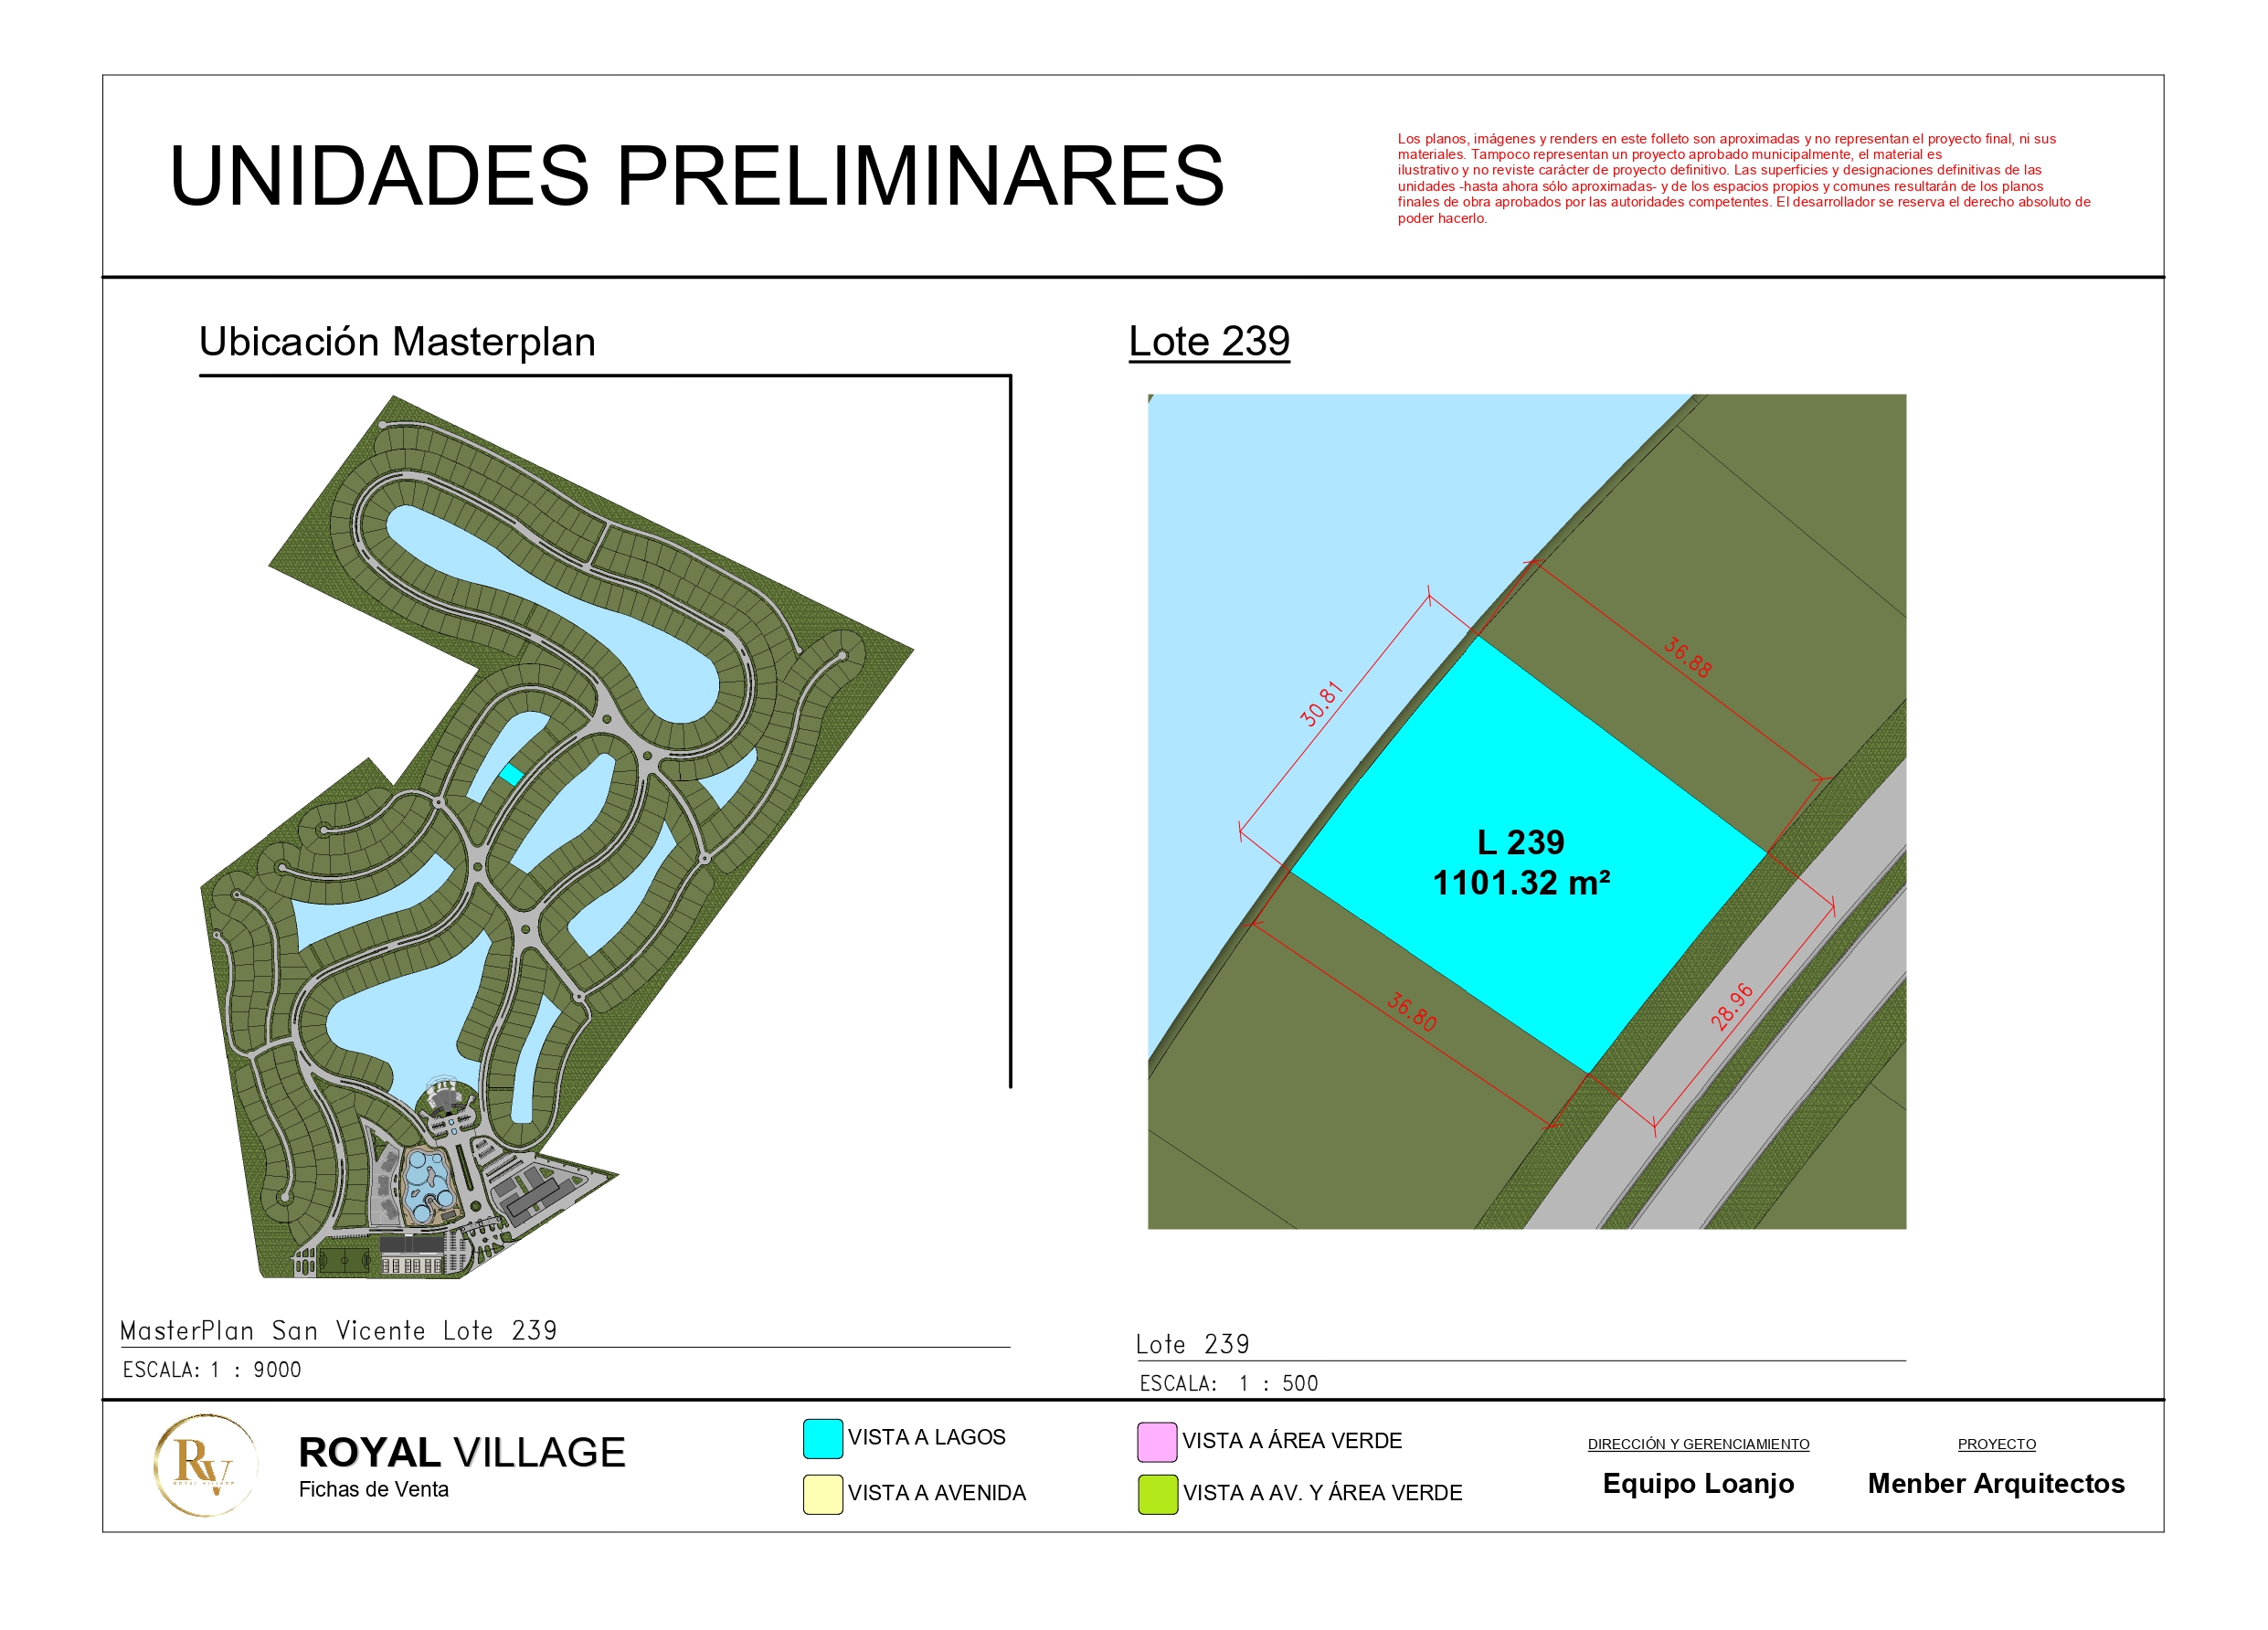 UNIDADES PRELIMINARES
Los planos, imágenes y renders en este folleto son aproximadas y no representan el proyecto final, ni sus
materiales. Tampoco representan un proyecto aprobado municipalmente, el material es
ilustrativo y no reviste carácter de proyecto definitivo. Las superficies y designaciones definitivas de las
unidades -hasta ahora sólo aproximadas- y de los espacios propios y comunes resultarán de los planos
finales de obra aprobados por las autoridades competentes. El desarrollador se reserva el derecho absoluto de
poder hacerlo.
Ubicación Masterplan
Lote 239
30.81
36.88
L 239
1101.32 m²
36.80
28.96
MasterPlan San Vicente Lote 239
ESCALA: 1 : 9000
Lote 239
ESCALA: 1 : 500
RV
ROYAL VILLAGE
ROYAL VILLAGE
Fichas de Venta
VISTA A LAGOS
VISTA A AVENIDA
VISTA A ÁREA VERDE
VISTA A AV. Y ÁREA VERDE
DIRECCIÓN Y GERENCIAMIENTO
Equipo Loanjo
PROYECTO
Menber Arquitectos